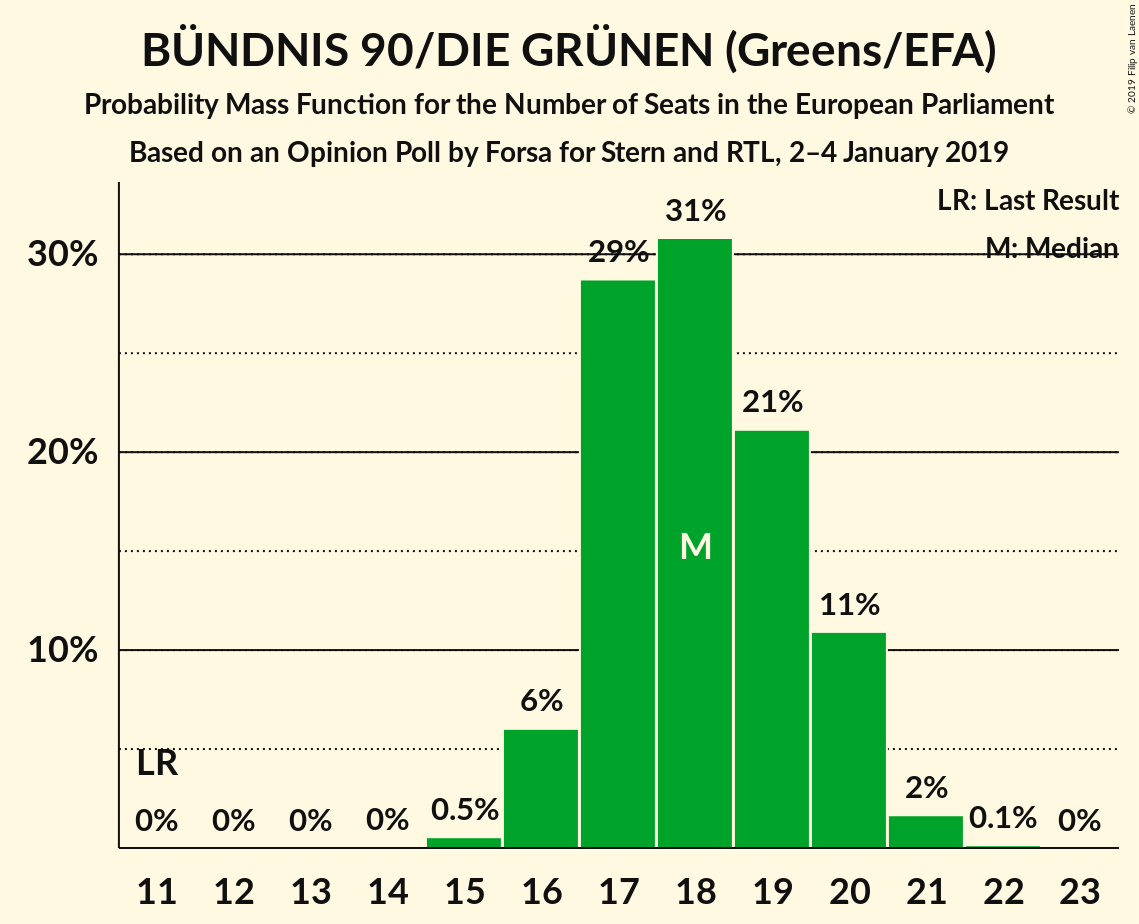 BÜNDNIS 90/DIE GRÜNEN (Greens/EFA)
Probability Mass Function for the Number of Seats in the European Parliament
Based on an Opinion Poll by Forsa for Stern and RTL, 2–4 January 2019
© 2019 Filip van Laenen
LR: Last Result
M: Median
30%
20%
10%
31%
29%
21%
M
11%
6%
LR
2%
0% 0% 0% 0% 0.5% 0.1% 0%
11 12 13 14 15 16 17 18 19 20 21 22 23